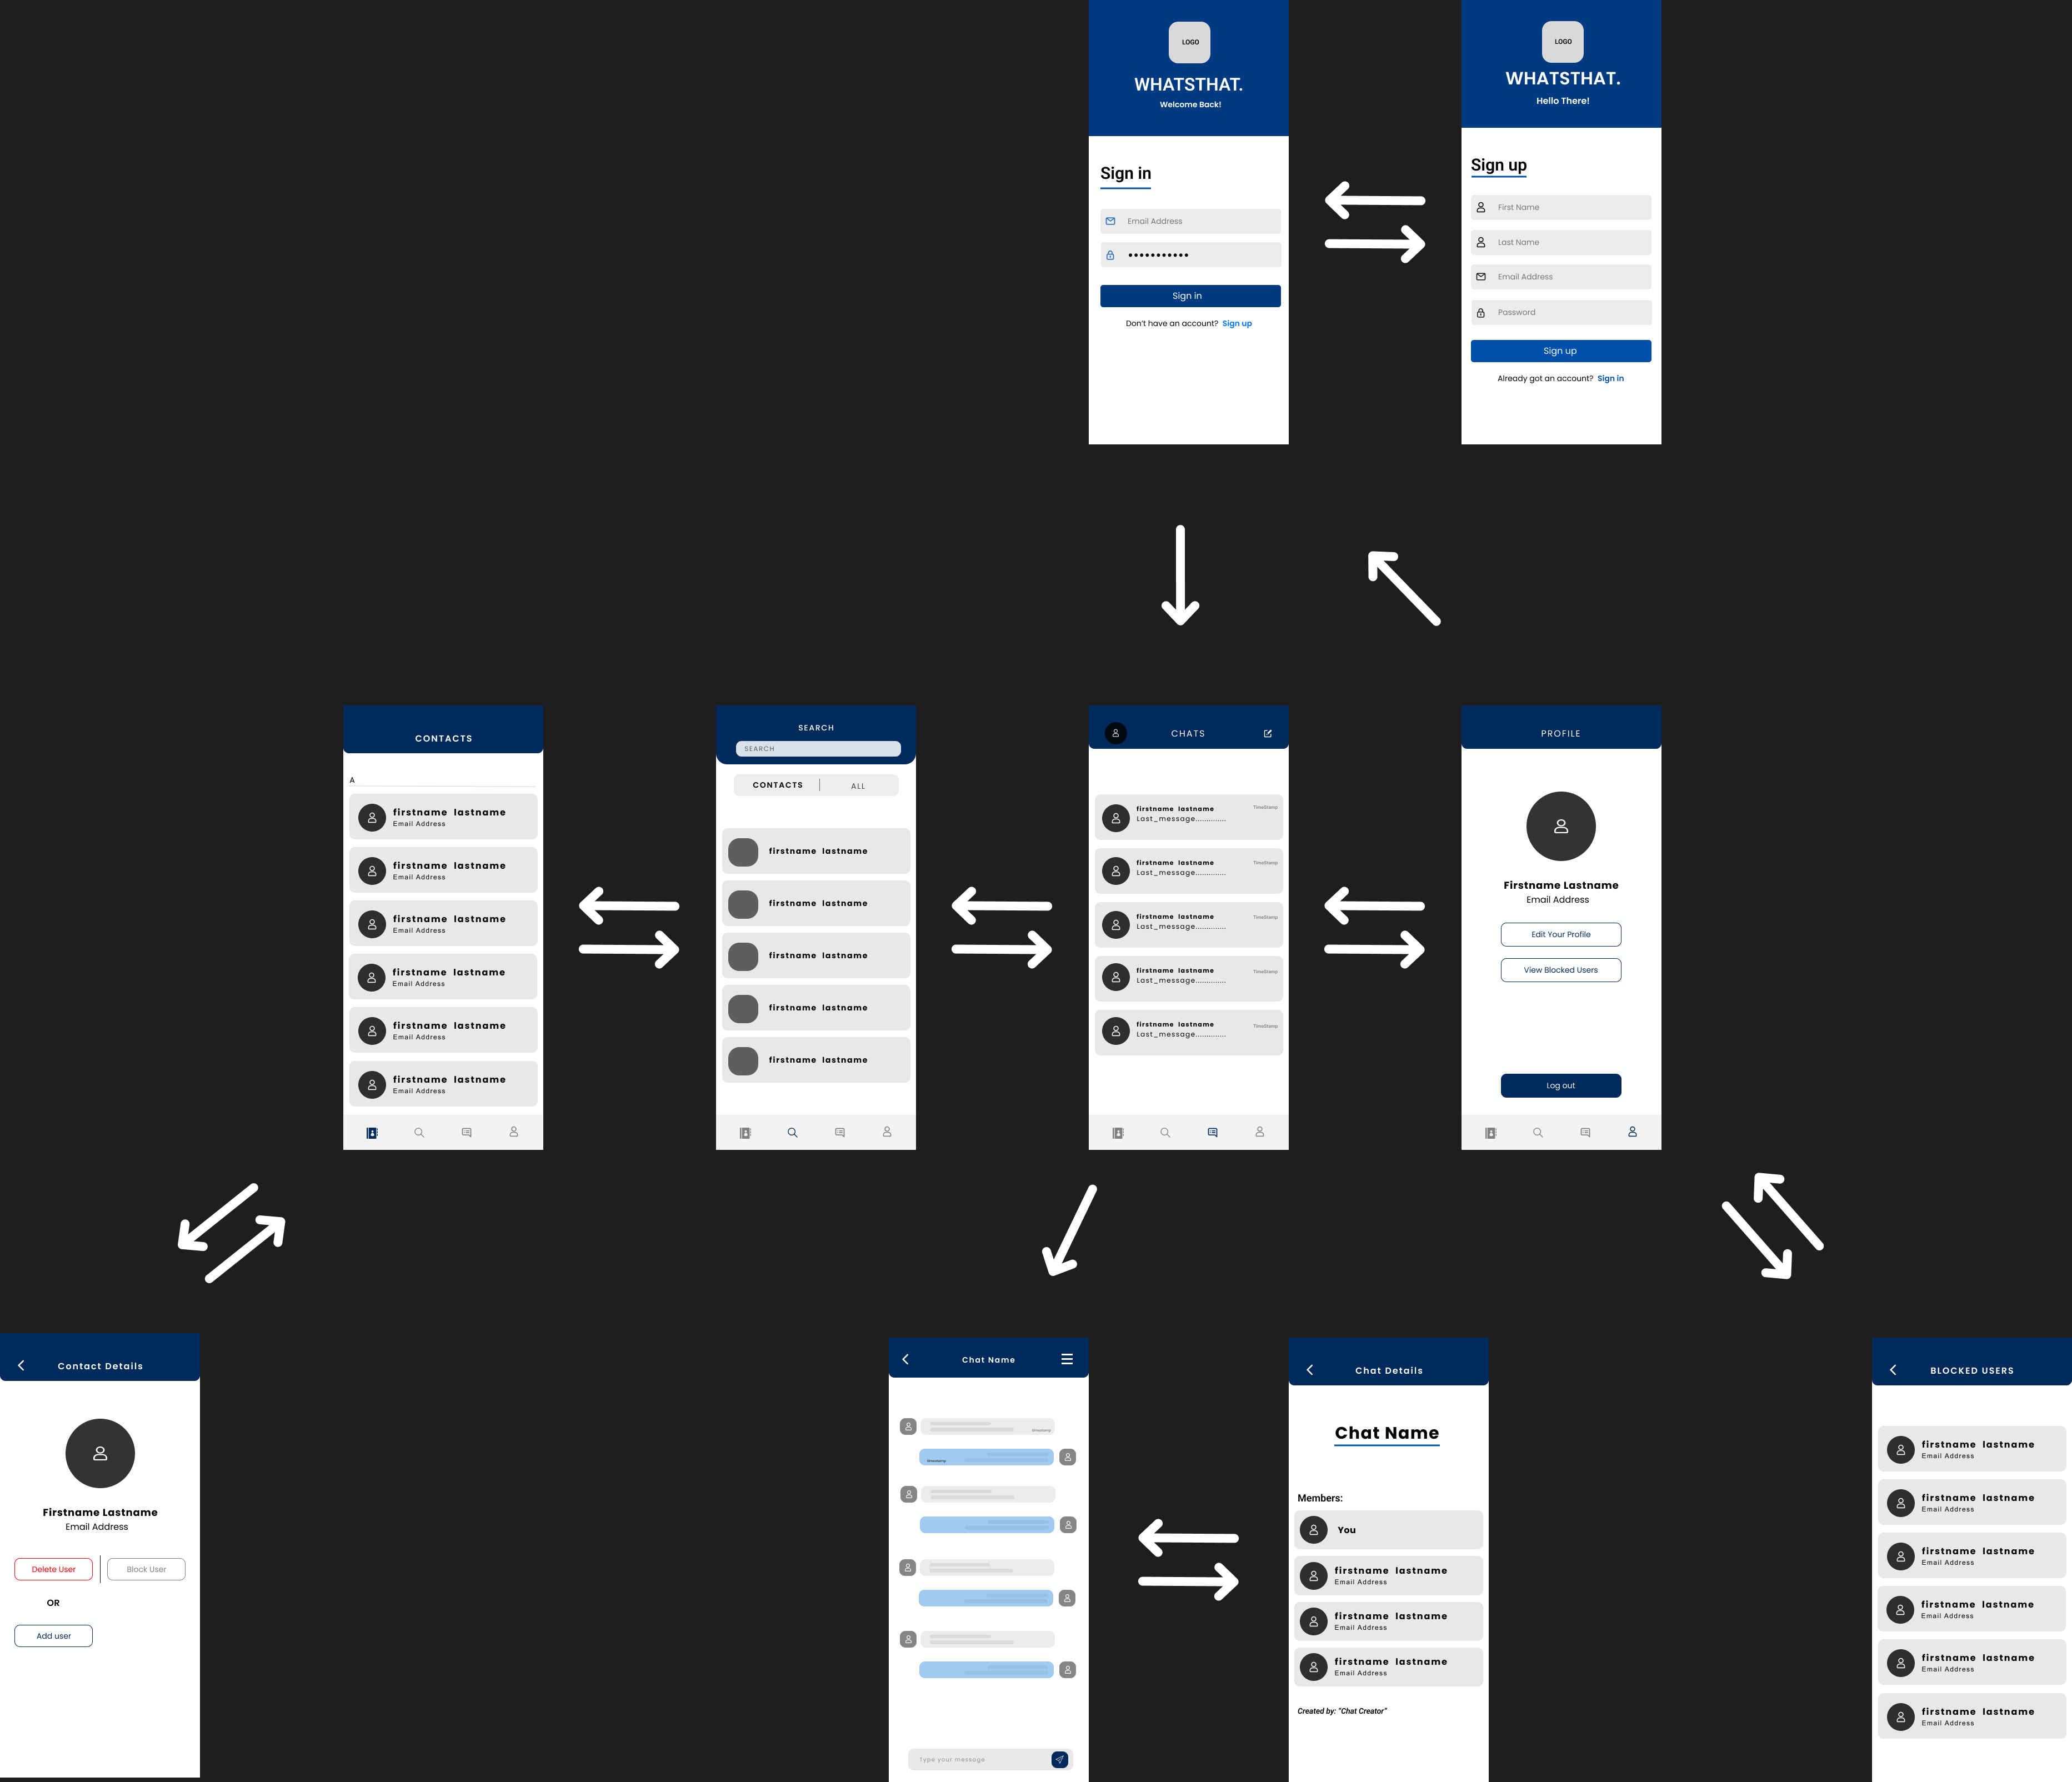 LOGO
WHATSTHAT.
Welcome Back!
Sign in
Email Address
Sign in
Don't have an account? Sign up
LOGO
WHATSTHAT.
Hello There!
Sign up
First Name
Last Name
Email Address
Password
Sign up
Already got an account? Sign in
CONTACTS
A
firstname lastname
Email Address
firstname lastname
Email Address
firstname lastname
Email Address
firstname lastname
Email Address
firstname lastname
Email Address
firstname lastname
Email Address
SEARCH
SEARCH
CONTACTS
ALL
firstname lastname
firstname lastname
firstname lastname
firstname lastname
firstname lastname
CHATS
firstname lastname
TimeStamp
Last_message..............
firstname lastname
TimeStamp
Last_message..............
firstname lastname
TimeStamp
Last_message..............
firstname lastname
TimeStamp
Last_message..............
firstname lastname
TimeStamp
Last_message..............
PROFILE
Firstname Lastname
Email Address
Edit Your Profile
View Blocked Users
Log out
Contact Details
Firstname Lastname
Email Address
Delete User
Block User
OR
Add user
Chat Name
timestamp
timestamp
Type your message
Chat Details
Chat Name
Members:
You
firstname lastname
Email Address
firstname lastname
Email Address
firstname lastname
Email Address
Created by: "Chat Creator"
BLOCKED USERS
firstname lastname
Email Address
firstname lastname
Email Address
firstname lastname
Email Address
firstname lastname
Email Address
firstname lastname
Email Address
firstname lastname
Email Address